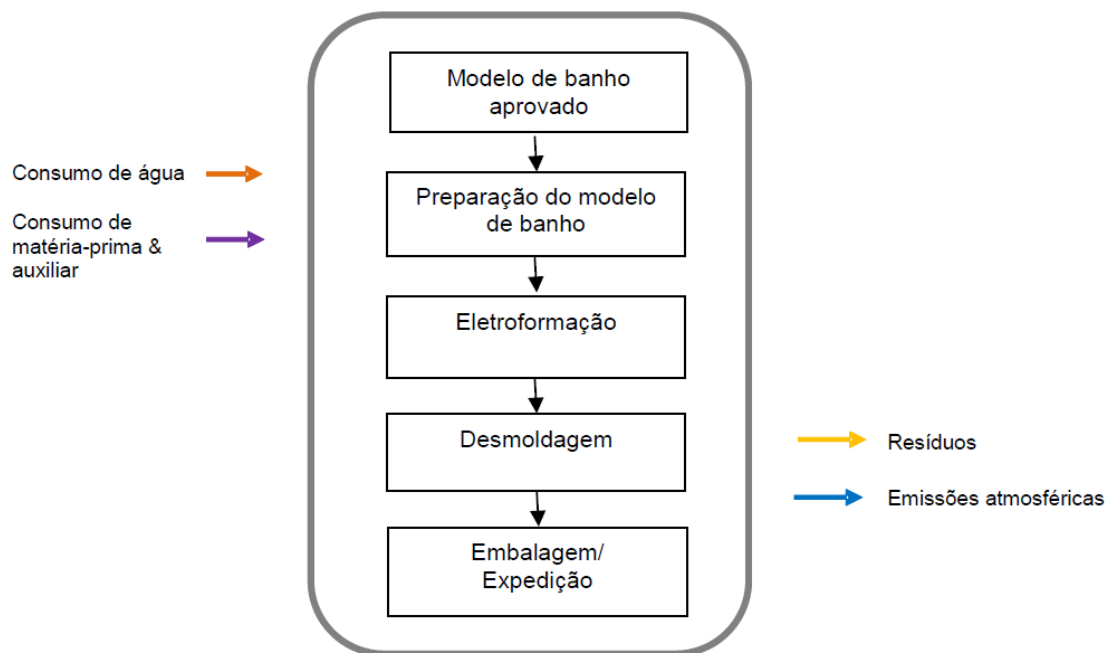 Modelo de banho
aprovado
Consumo de água
Preparação do modelo
de banho
Consumo de
matéria-prima &
auxiliar
Eletroformação
Desmoldagem
Resíduos
Emissões atmosféricas
Embalagem/
Expedição